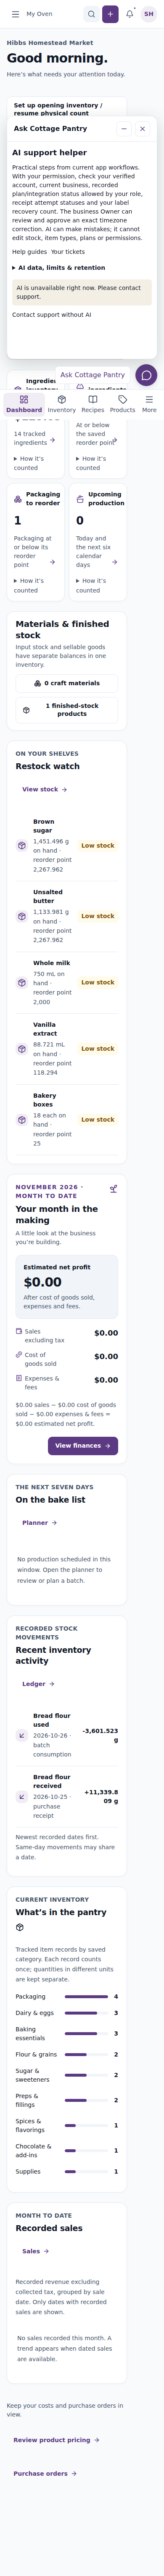 My Oven
SH
Hibbs Homestead Market
Good morning.
Here's what needs your attention today.
Set up opening inventory /
resume physical count
Ask Cottage Pantry
AI support helper
Practical steps from current app workflows.
With your permission, check your verified
account, current batches, recorded
plan/integration status allowed by your role,
receipt import statuses and your label
recovery count. The business Owner can
review and approve an exact timezone
correction. AI can make mistakes; it cannot
edit stock, item types, plans or permissions.
Help guides Your tickets
▸ AI data, limits & retention
AI is unavailable right now. Please contact
support.
Contact support without AI
Ask Cottage Pantry
Dashboard
Inventory
Recipes
Products
More
14 tracked
ingredients
▸ How it's
counted
At or below
the saved
reorder point
▸ How it's
counted
Packaging
to reorder
1
Packaging at
or below its
reorder
point
▸ How it's
counted
Upcoming
production
0
Today and
the next six
calendar
days
▸ How it's
counted
Materials & finished
stock
Input stock and sellable goods
have separate balances in one
inventory.
0 craft materials
1 finished-stock
products
ON YOUR SHELVES
Restock watch
View stock →
Brown
sugar
1,451.496 g
on hand ·
reorder point
2,267.962
Low stock
Unsalted
butter
1,133.981 g
on hand ·
reorder point
2,267.962
Low stock
Whole milk
750 mL on
hand ·
reorder point
2,000
Low stock
Vanilla
extract
88.721 mL
on hand ·
reorder point
118.294
Low stock
Bakery
boxes
18 each on
hand ·
reorder point
25
Low stock
NOVEMBER 2026 ·
MONTH TO DATE
Your month in the
making
A little look at the business
you're building.
Estimated net profit
$0.00
After cost of goods sold,
expenses and fees.
Sales
excluding tax
$0.00
Cost of
goods sold
$0.00
Expenses &
fees
$0.00
$0.00 sales − $0.00 cost of goods
sold − $0.00 expenses & fees =
$0.00 estimated net profit.
View finances →
THE NEXT SEVEN DAYS
On the bake list
Planner →
No production scheduled in this
window. Open the planner to
review or plan a batch.
RECORDED STOCK
MOVEMENTS
Recent inventory
activity
Ledger →
Bread flour
used
2026-10-26 ·
batch
consumption
-3,601.523
g
Bread flour
received
2026-10-25 ·
purchase
receipt
+11,339.8
09 g
Newest recorded dates first.
Same-day movements may share
a date.
CURRENT INVENTORY
What's in the pantry
Tracked item records by saved
category. Each record counts
once; quantities in different units
are kept separate.
Packaging
4
Dairy & eggs
3
Baking
essentials
3
Flour & grains
2
Sugar &
sweeteners
2
Preps &
fillings
2
Spices &
flavorings
1
Chocolate &
add-ins
1
Supplies
1
MONTH TO DATE
Recorded sales
Sales →
Recorded revenue excluding
collected tax, grouped by sale
date. Only dates with recorded
sales are shown.
No sales recorded this month. A
trend appears when dated sales
are available.
Keep your costs and purchase orders in
view.
Review product pricing →
Purchase orders →